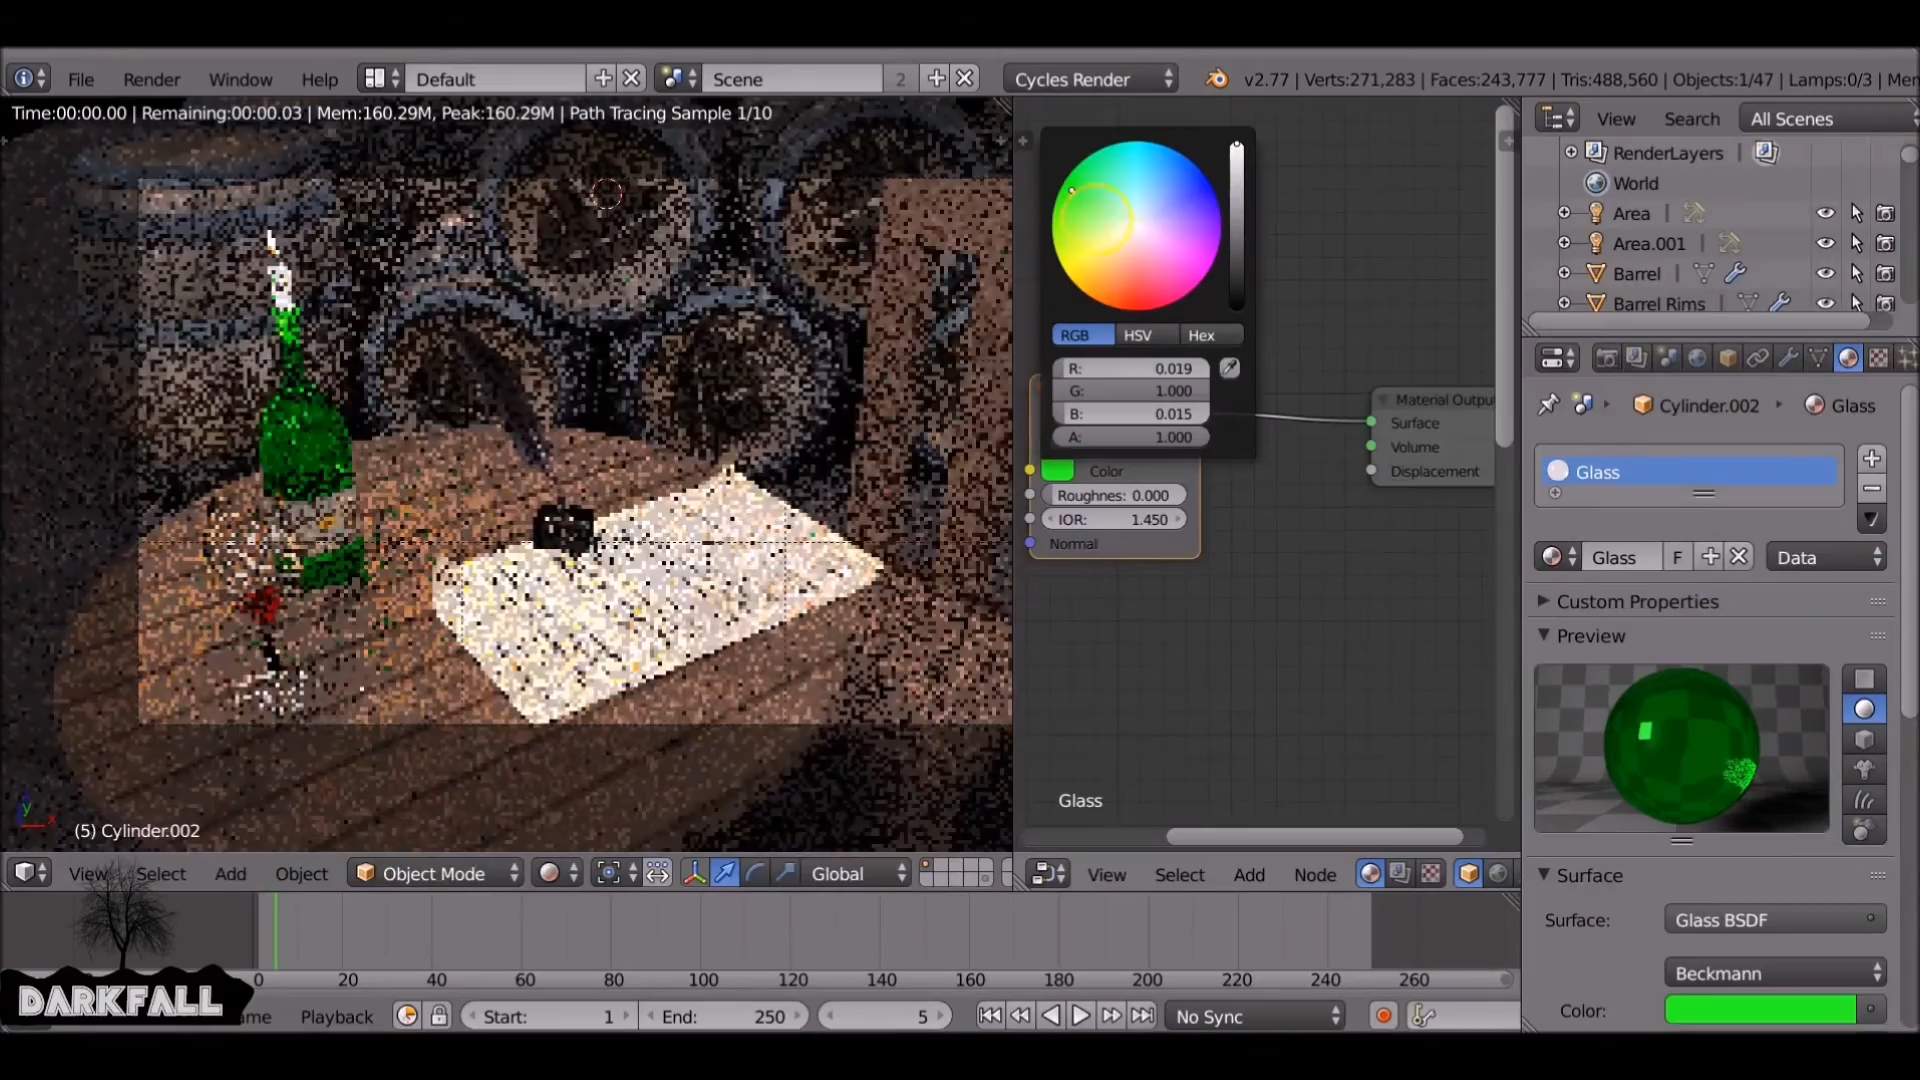 File Render Window Help Default Scene 2 Cycles Render v2.77 | Verts:271,283 | Faces:243,777 | Tris:488,560 | Objects:1/47 | Lamps:0/3 |
Time:00:00.00 | Remaining:00:00.03 | Mem:160.29M, Peak:160.29M | Path Tracing Sample 1/10
View Search All Scenes
RenderLayers |
World
Area |
Area.001 |
Barrel |
Barrel Rims |
RGB HSV Hex
R: 0.019
G: 1.000
B: 0.015
A: 1.000
Color
Roughnes: 0.000
IOR: 1.450
Normal
Material Outpu
Surface
Volume
Displacement
Glass
Cylinder.002 Glass
Glass
Glass F Data
Custom Properties
Preview
Surface
Surface: Glass BSDF
Beckmann
Color:
y x
(5) Cylinder.002
View Select Add Object Object Mode Global
View Select Add Node
0 20 40 60 80 100 120 140 160 180 200 220 240 260
DARKFALL
ame Playback Start: 1 End: 250 5 No Sync